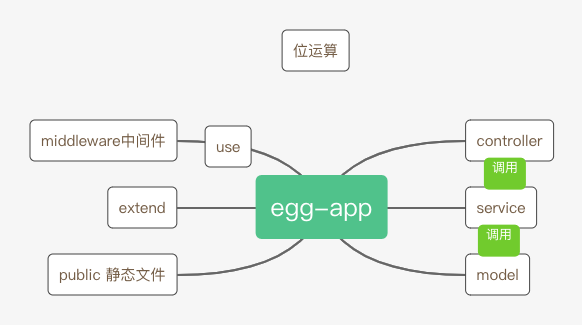 位运算
middleware中间件
use
controller
调用
extend
egg-app
service
调用
public 静态文件
model